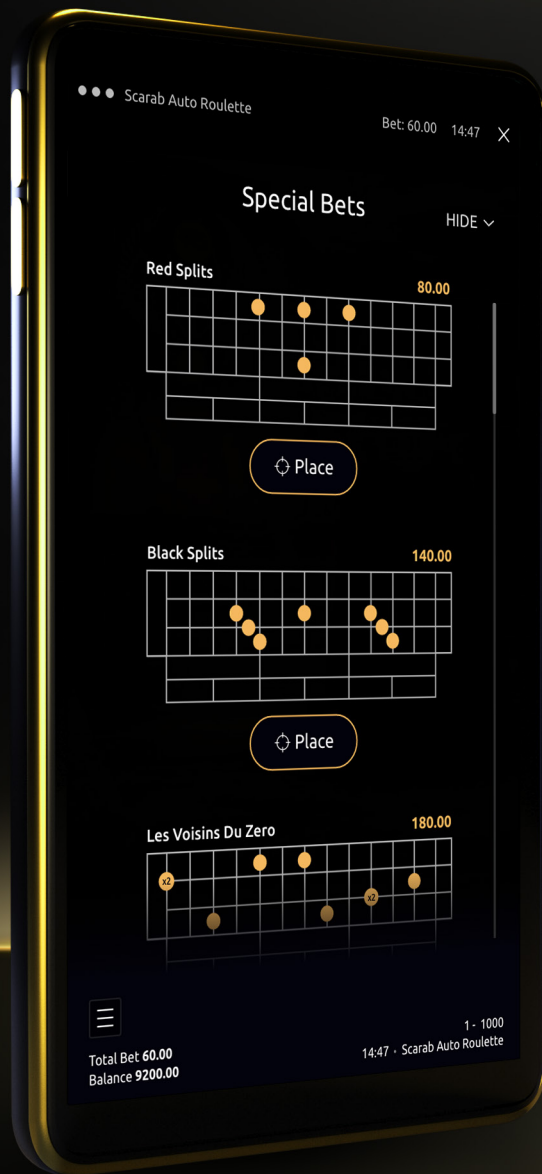 Scarab Auto Roulette
Bet: 60.00 14:47 X
Special Bets
HIDE
Red Splits 80.00
Place
Black Splits 140.00
Place
Les Voisins Du Zero 180.00
x2
x2
1 - 1000
Total Bet 60.00
14:47 • Scarab Auto Roulette
Balance 9200.00